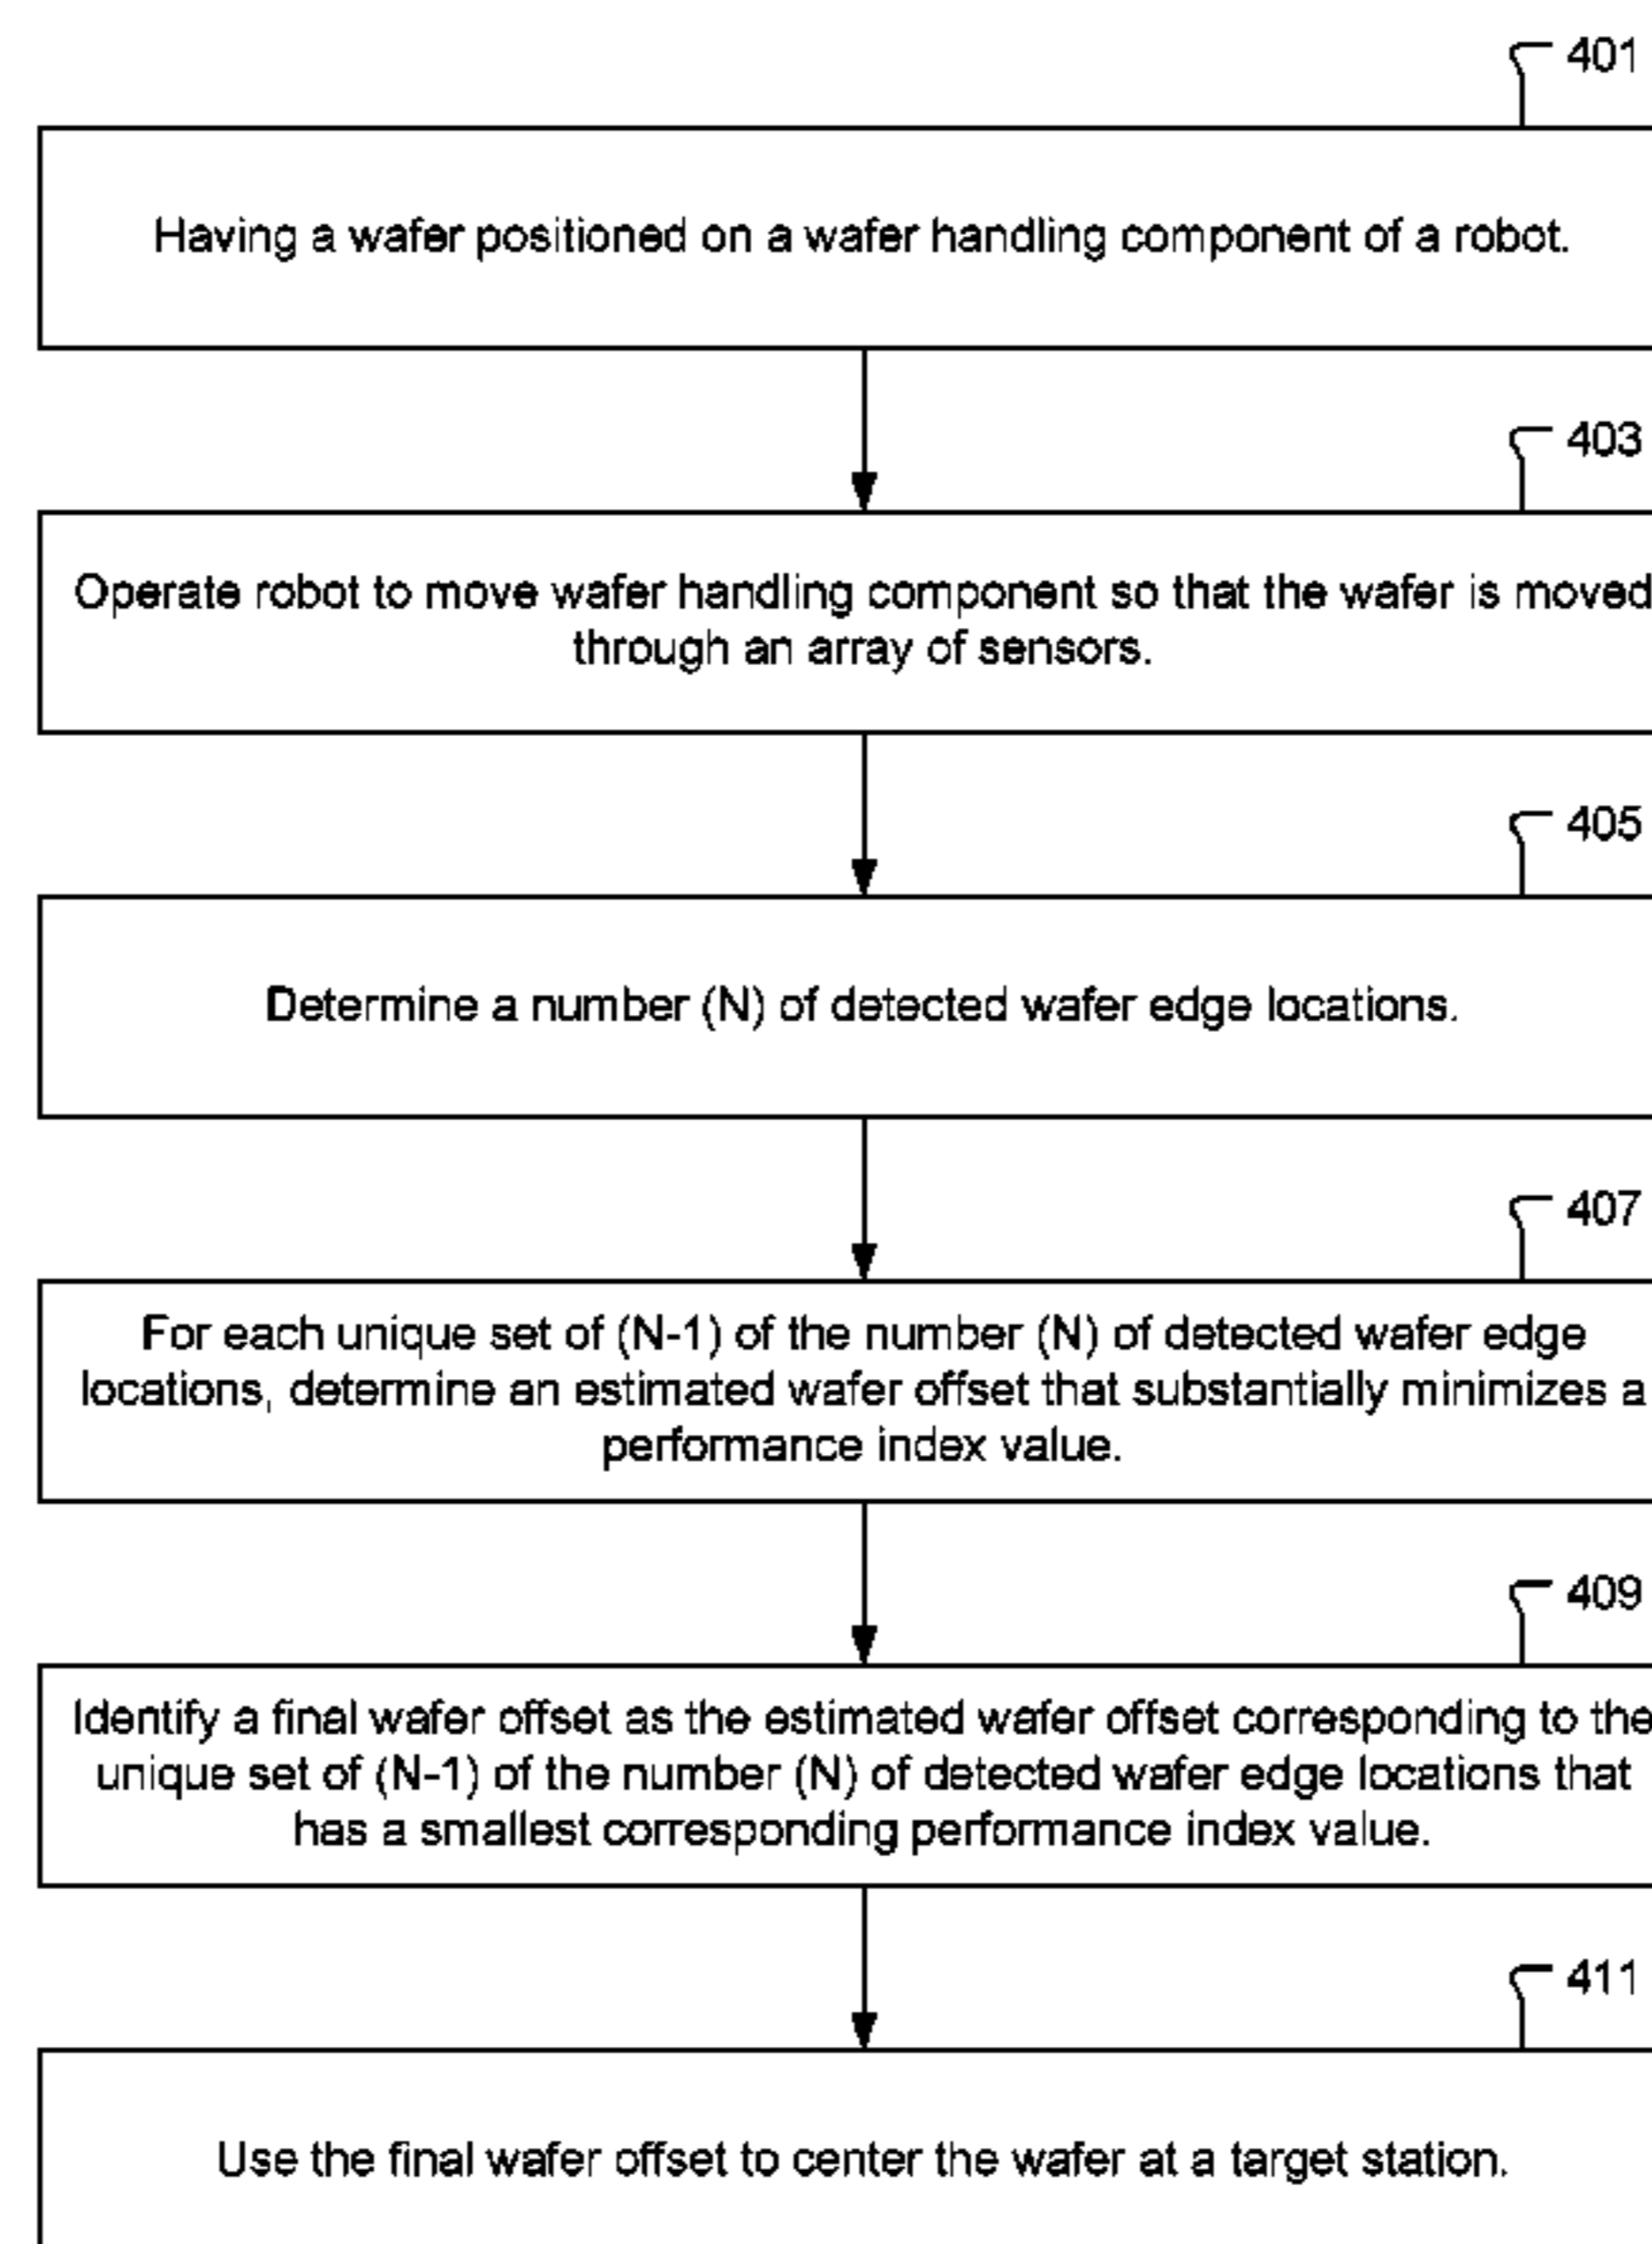 401
Having a wafer positioned on a wafer handling component of a robot.
403
Operate robot to move wafer handling component so that the wafer is moved
through an array of sensors.
405
Determine a number (N) of detected wafer edge locations.
407
For each unique set of (N-1) of the number (N) of detected wafer edge
locations, determine an estimated wafer offset that substantially minimizes a
performance index value.
409
Identify a final wafer offset as the estimated wafer offset corresponding to the
unique set of (N-1) of the number (N) of detected wafer edge locations that
has a smallest corresponding performance index value.
411
Use the final wafer offset to center the wafer at a target station.